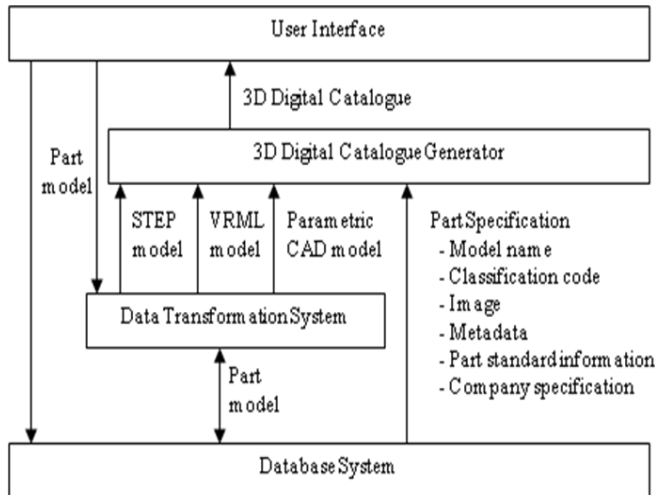 User Interface
3D Digital Catalogue
3D Digital Catalogue Generator
Part
model
STEP
model
VRML
model
Parametric
CAD model
Part Specification
- Model name
- Classification code
- Image
- Metadata
- Part standard information
- Company specification
Data Transformation System
Part
model
Database System